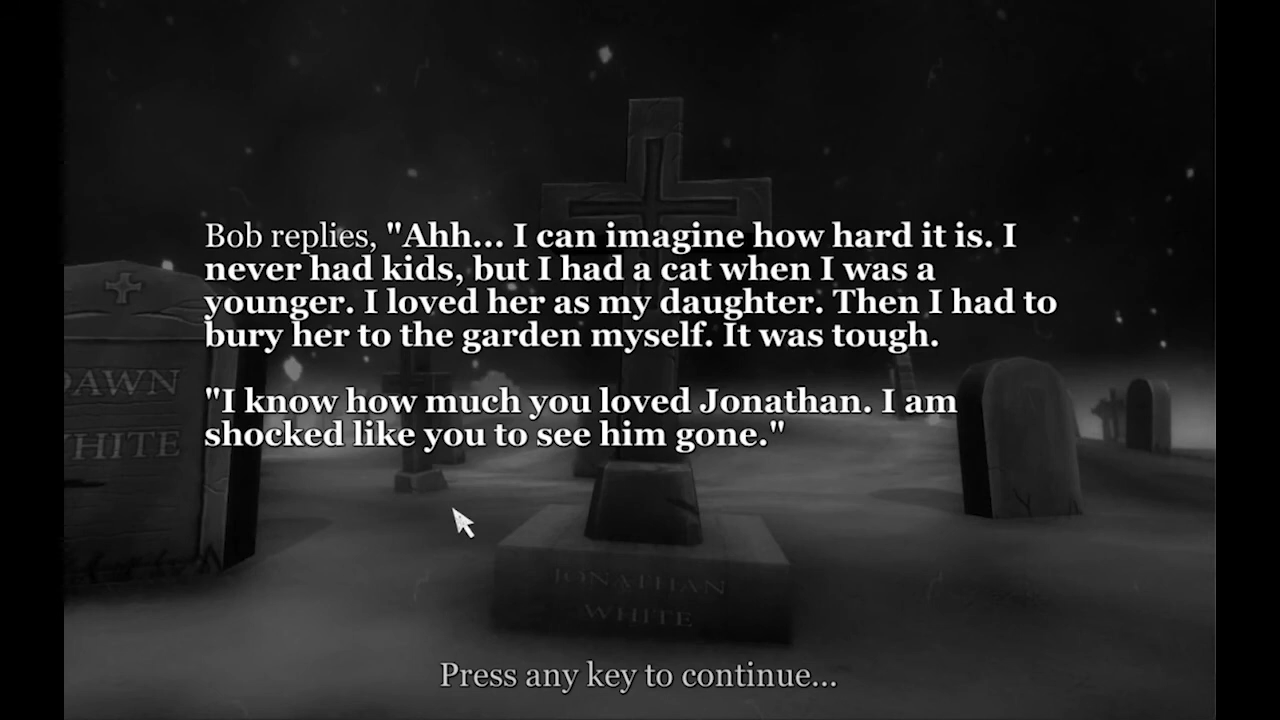 Bob replies, "Ahh... I can imagine how hard it is. I
never had kids, but I had a cat when I was a
younger. I loved her as my daughter. Then I had to
bury her to the garden myself. It was tough.
"I know how much you loved Jonathan. I am
shocked like you to see him gone."
DAWN
WHITE
JONATHAN
WHITE
Press any key to continue...